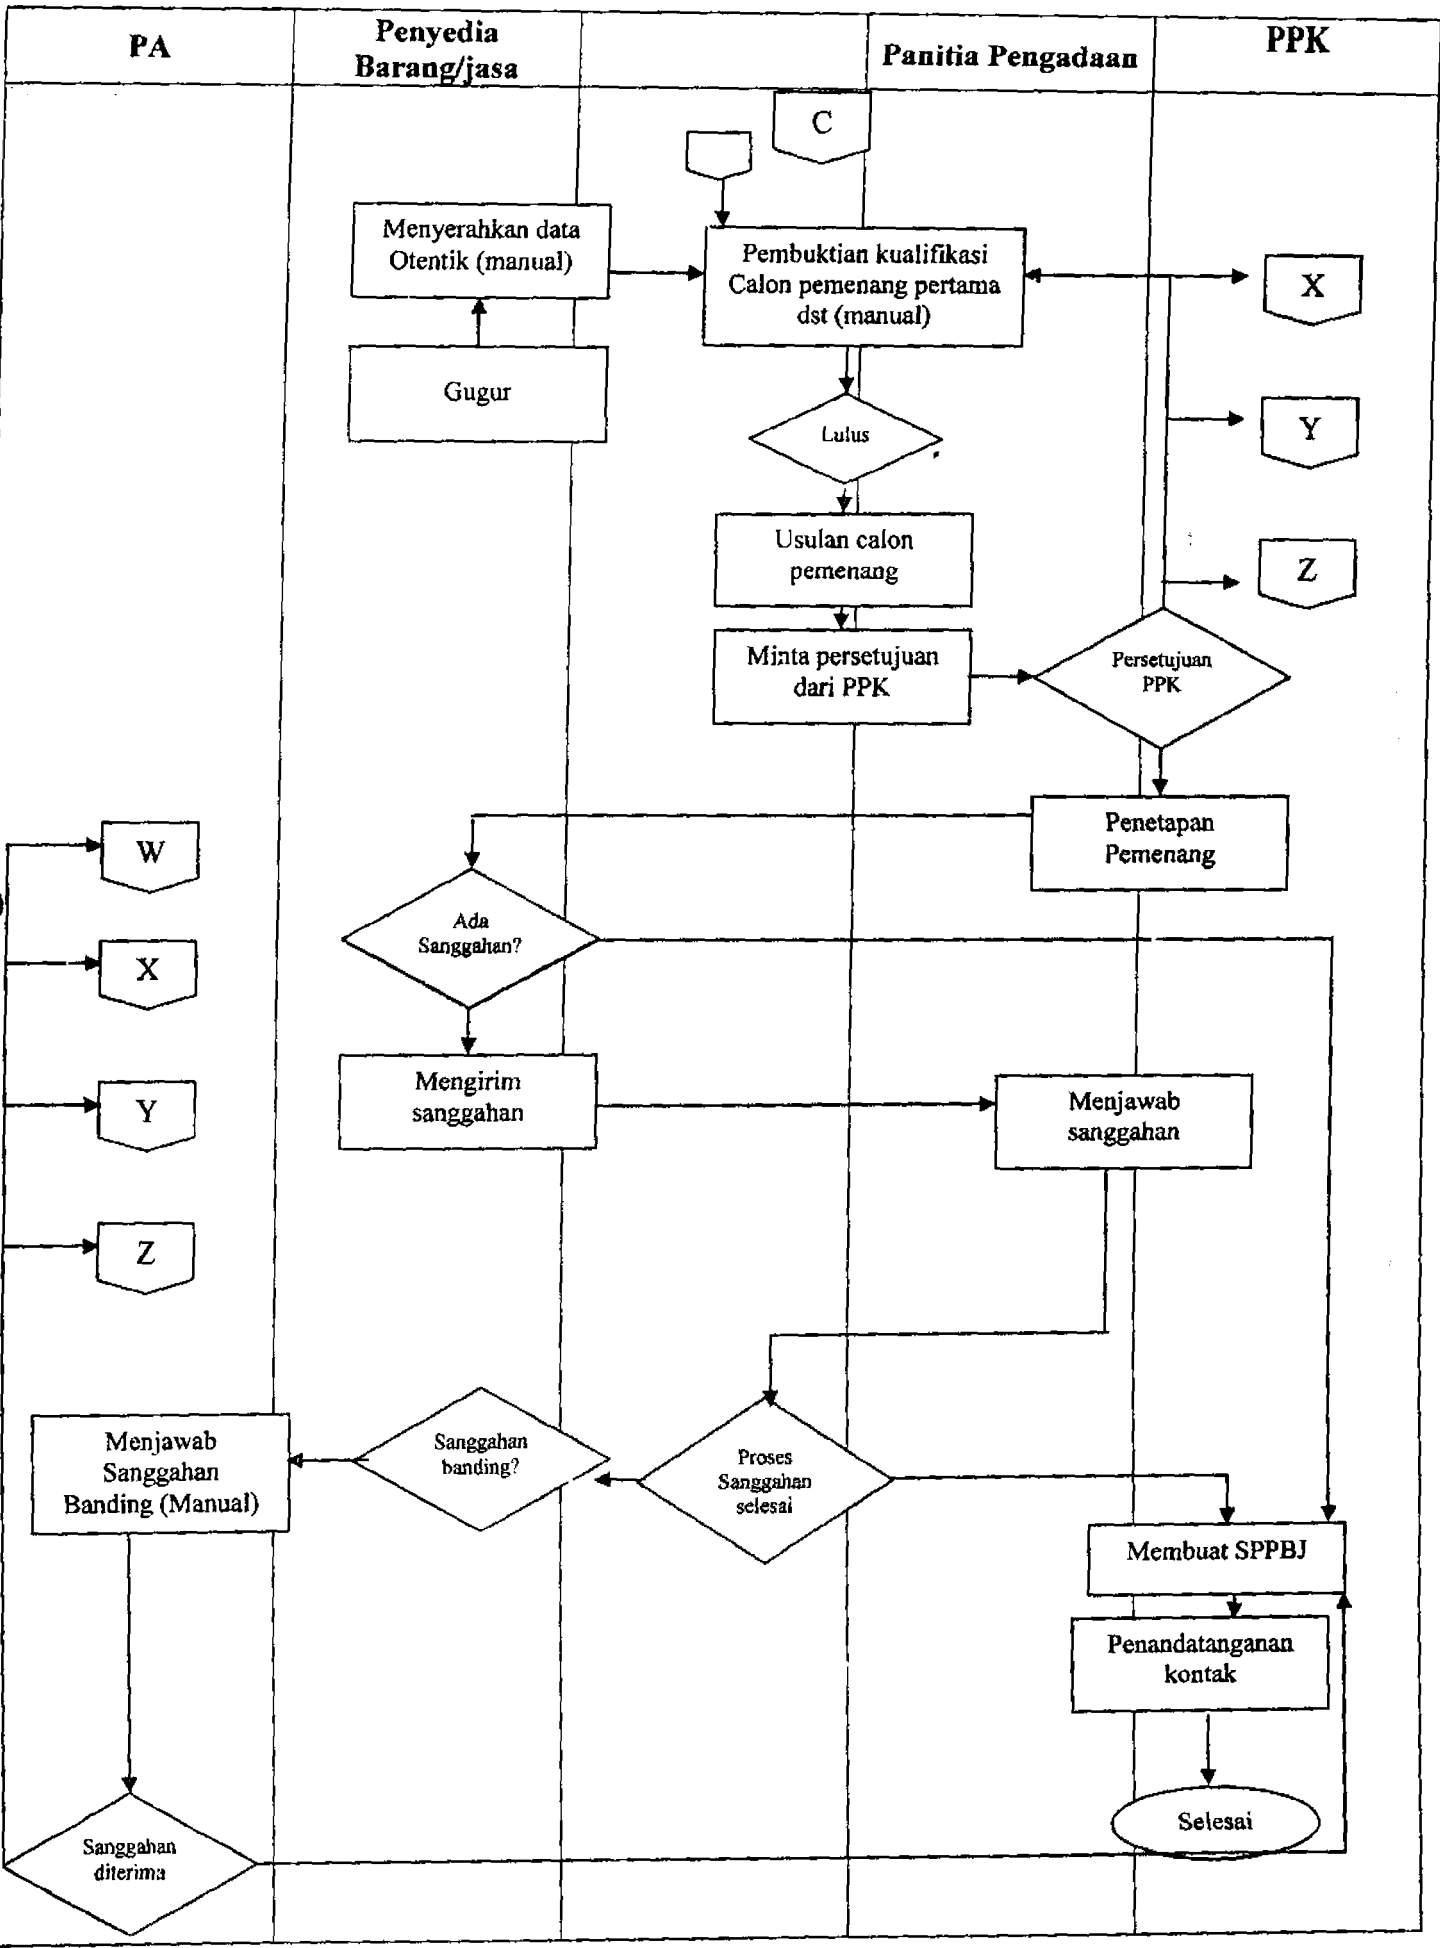 PA
Penyedia
Barang/jasa
Panitia Pengadaan
PPK
C
Menyerahkan data
Otentik (manual)
Pembuktian kualifikasi
Calon pemenang pertama
dst (manual)
X
Gugur
Lulus
Y
Usulan calon
pemenang
Z
Minta persetujuan
dari PPK
Persetujuan
PPK
Penetapan
Pemenang
W
Ada
Sanggahan?
X
Mengirim
sanggahan
Menjawab
sanggahan
Y
Z
Menjawab
Sanggahan
Banding (Manual)
Sanggahan
banding?
Proses
Sanggahan
selesai
Membuat SPPBJ
Penandatanganan
kontak
Selesai
Sanggahan
diterima